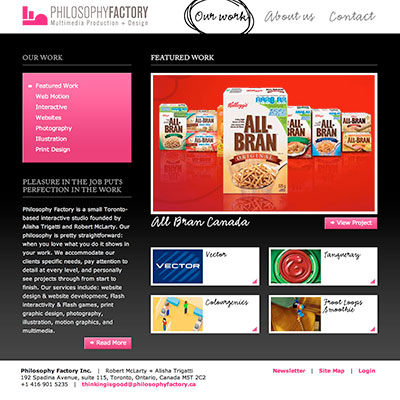 PHILOSOPHYFACTORY
Multimedia Production + Design
Our work
About us
Contact
OUR WORK
Featured Work
Web Motion
Interactive
Websites
Photography
Illustration
Print Design
PLEASURE IN THE JOB PUTS
PERFECTION IN THE WORK
Philosophy Factory is a small Toronto-
based interactive studio founded by
Alisha Trigatti and Robert McLarty. Our
philosophy is pretty straightforward:
when you love what you do it shows in
your work. We accommodate our
clients specific needs, pay attention to
detail at every level, and personally
see projects through from start to
finish. Our services include: website
design & website development, Flash
interactivity & Flash games, print
graphic design, photography,
illustration, motion graphics, and
multimedia.
Read More
FEATURED WORK
Kellogg's
ALL-
BRAN
ORIGINAL
All Bran Canada
View Project
VECTOR
Vector
Tanqueray
Colourgenics
Froot Loops
Smoothie
Philosophy Factory Inc. | Robert McLarty + Alisha Trigatti
192 Spadina Avenue, suite 115, Toronto, Ontario, Canada M5T 2C2
+1 416 901 5235 | thinkingisgood@philosophyfactory.ca
Newsletter | Site Map | Login